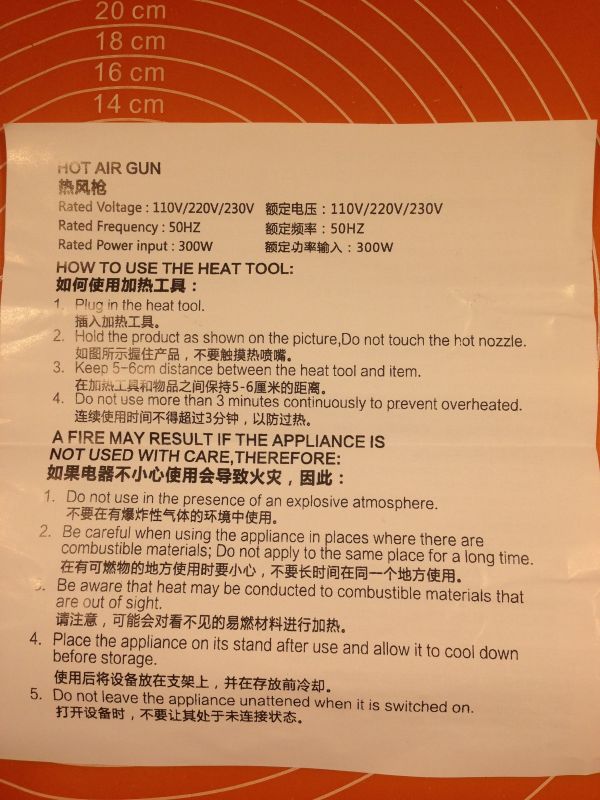 20 cm
18 cm
16 cm
14 cm
HOT AIR GUN
热风枪
Rated Voltage : 110V/220V/230V 额定电压：110V/220V/230V
Rated Frequency : 50HZ 额定频率：50HZ
Rated Power input : 300W 额定功率输入：300W
HOW TO USE THE HEAT TOOL:
如何使用加热工具：
1. Plug in the heat tool.
插入加热工具。
2. Hold the product as shown on the picture,Do not touch the hot nozzle.
如图所示握住产品，不要触摸热喷嘴。
3. Keep 5-6cm distance between the heat tool and item.
在加热工具和物品之间保持5-6厘米的距离。
4. Do not use more than 3 minutes continuously to prevent overheated.
连续使用时间不得超过3分钟，以防过热。
A FIRE MAY RESULT IF THE APPLIANCE IS
NOT USED WITH CARE,THEREFORE:
如果电器不小心使用会导致火灾，因此：
1. Do not use in the presence of an explosive atmosphere.
不要在有爆炸性气体的环境中使用。
2. Be careful when using the appliance in places where there are
combustible materials; Do not apply to the same place for a long time.
在有可燃物的地方使用时要小心，不要长时间在同一个地方使用。
3. Be aware that heat may be conducted to combustible materials that
are out of sight.
请注意，可能会对看不见的易燃材料进行加热。
4. Place the appliance on its stand after use and allow it to cool down
before storage.
使用后将设备放在支架上，并在存放前冷却。
5. Do not leave the appliance unattened when it is switched on.
打开设备时，不要让其处于未连接状态。